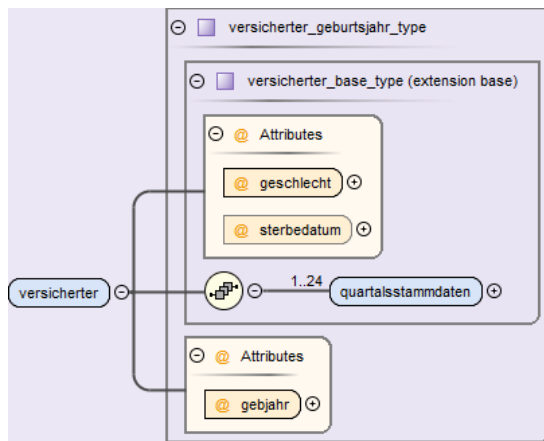 versicherter_geburtsjahr_type
versicherter_base_type (extension base)
@ Attributes
@ geschlecht
@ sterbedatum
versicherter
1..24
quartalsstammdaten
@ Attributes
@ gebjahr